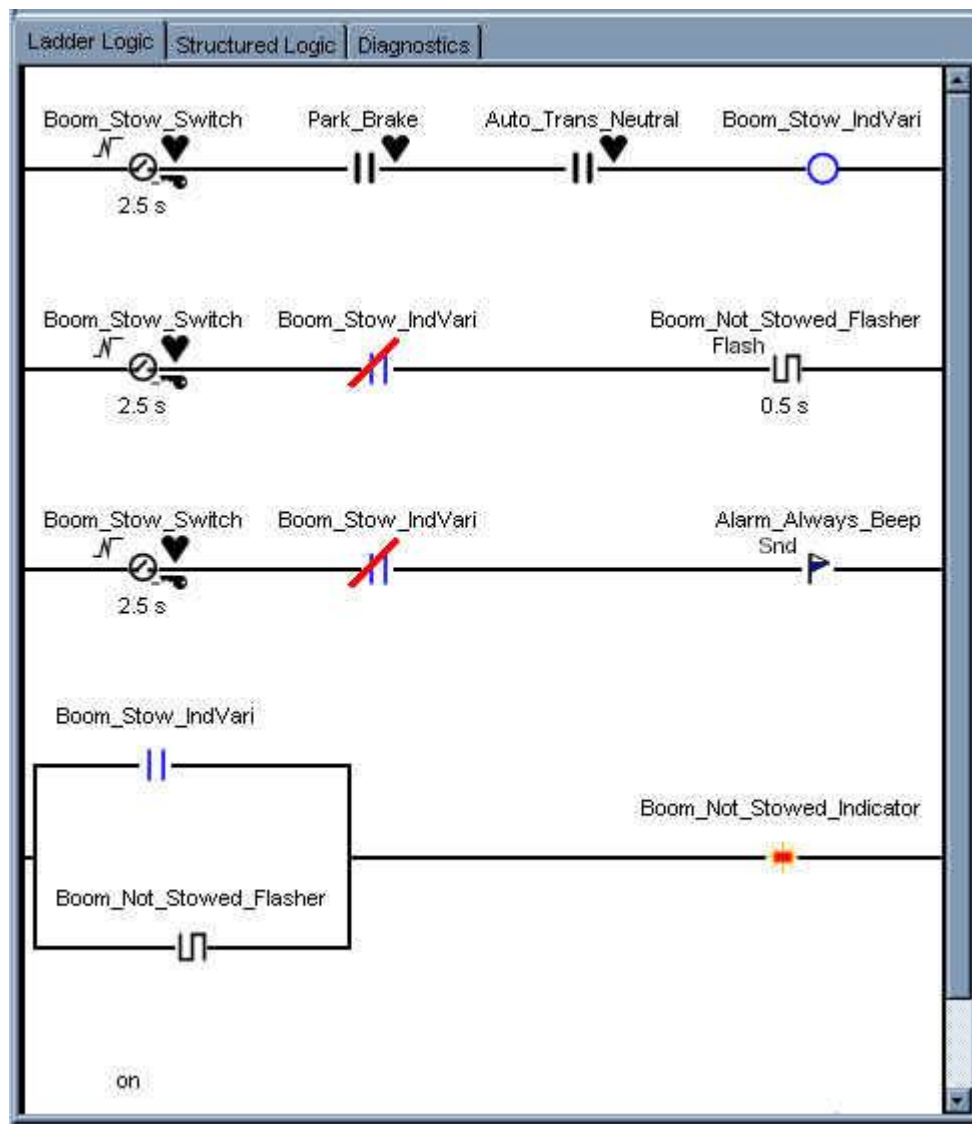 Ladder Logic Structured Logic Diagnostics
Boom_Stow_Switch Park_Brake Auto_Trans_Neutral Boom_Stow_IndVari
2.5 s
Boom_Stow_Switch Boom_Stow_IndVari Boom_Not_Stowed_Flasher
Flash
2.5 s 0.5 s
Boom_Stow_Switch Boom_Stow_IndVari Alarm_Always_Beep
Snd
2.5 s
Boom_Stow_IndVari
Boom_Not_Stowed_Indicator
Boom_Not_Stowed_Flasher
on